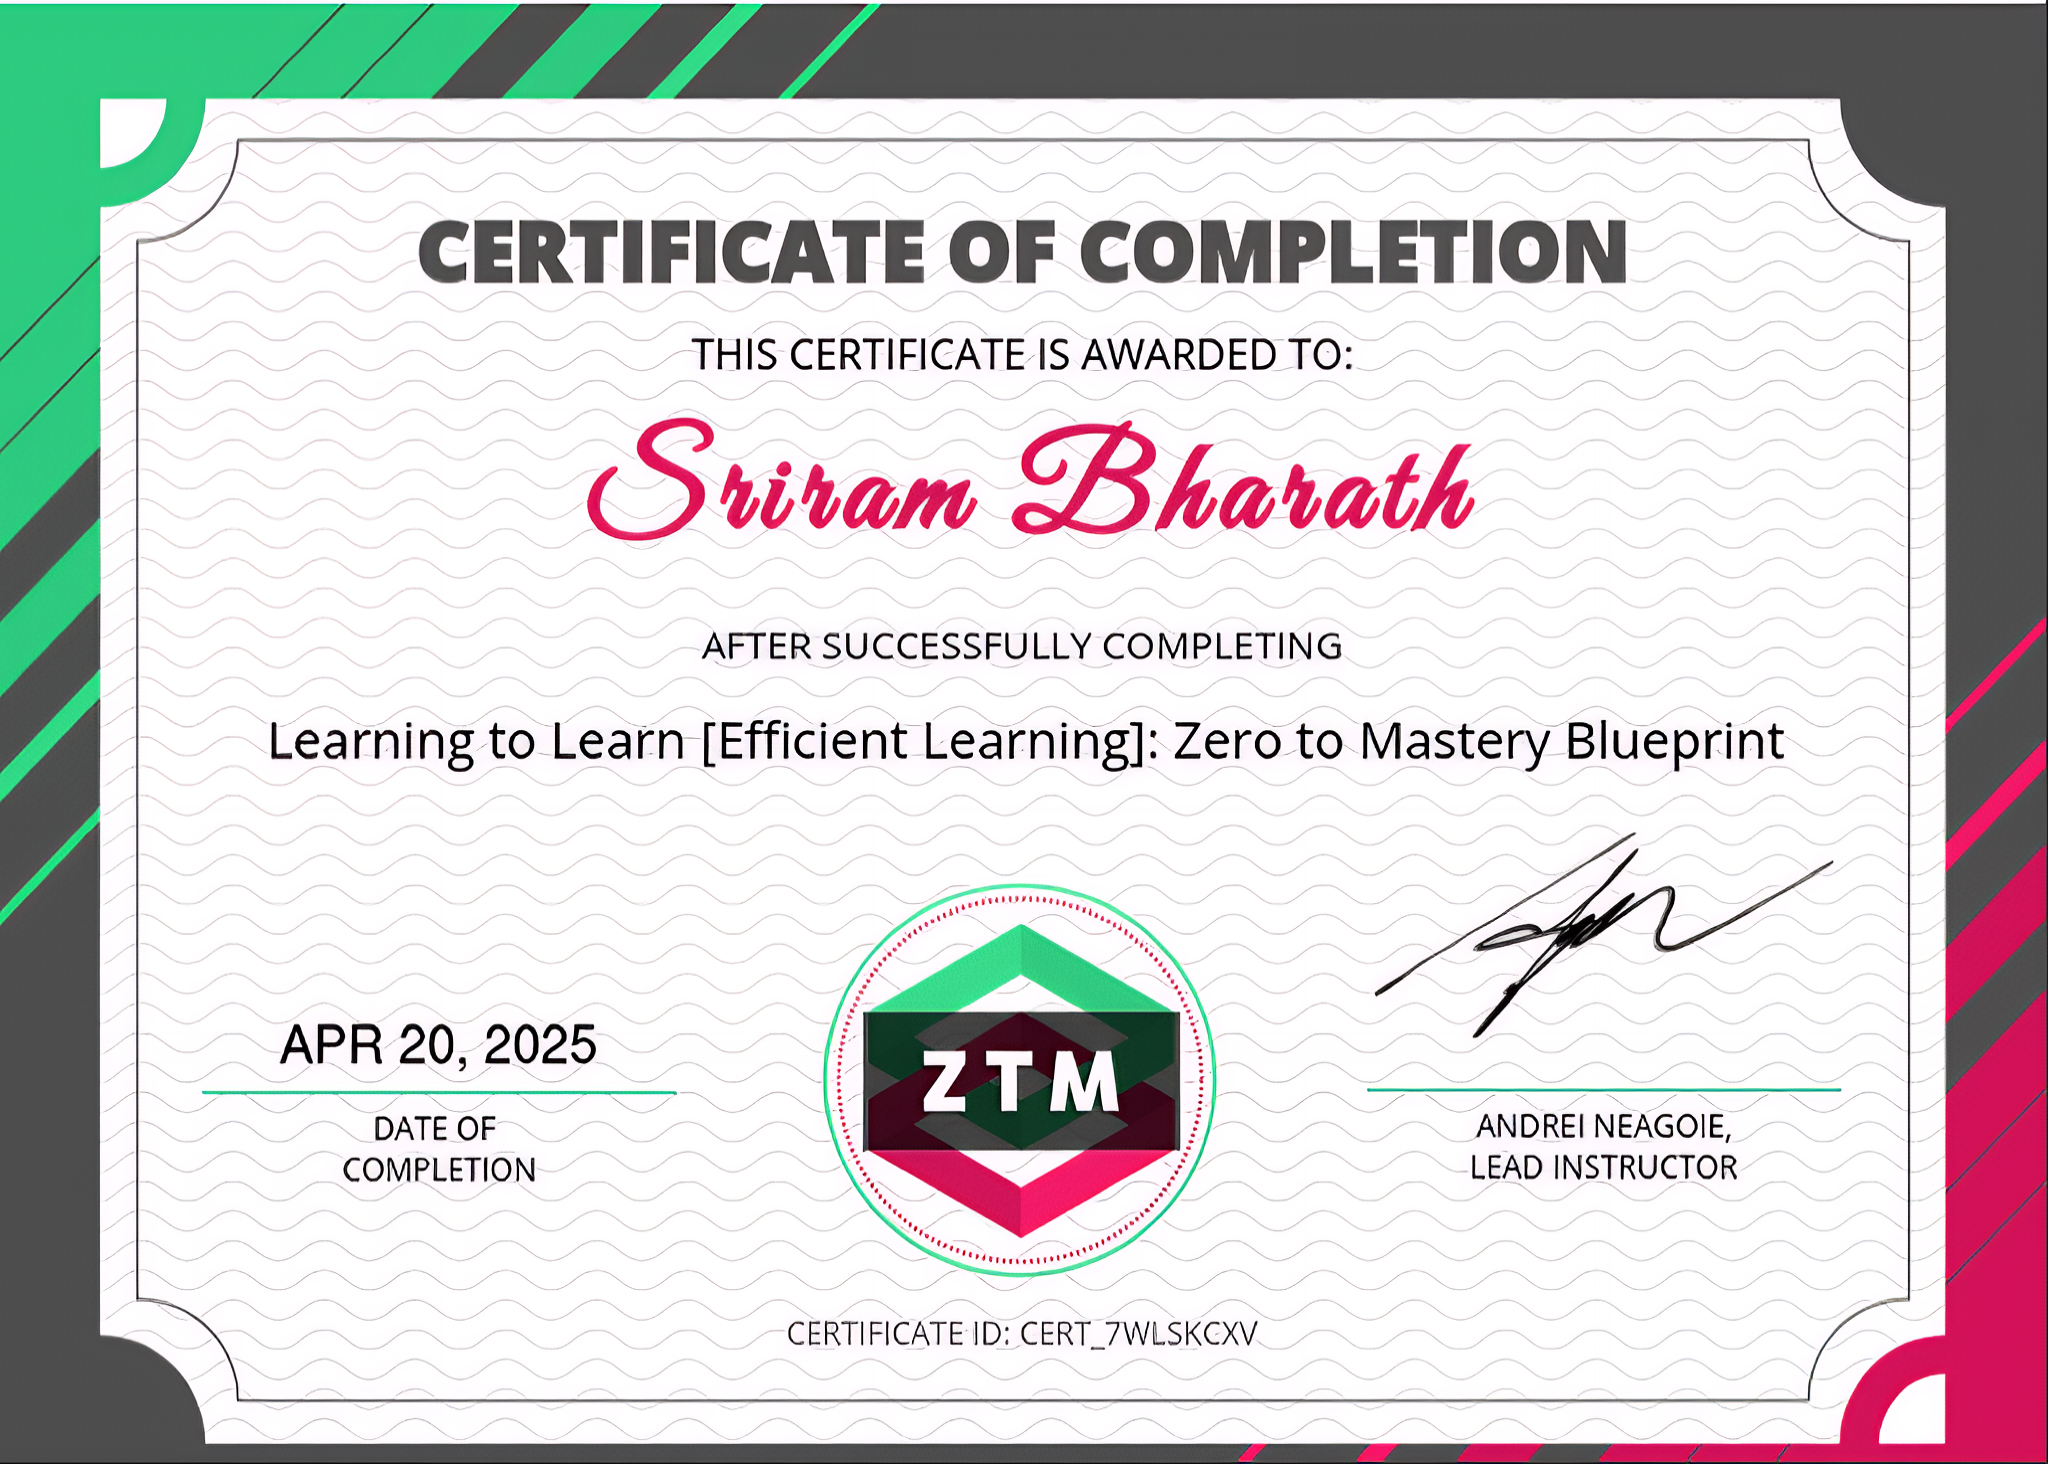 CERTIFICATE OF COMPLETION
THIS CERTIFICATE IS AWARDED TO:
Sriram Bharath
AFTER SUCCESSFULLY COMPLETING
Learning to Learn [Efficient Learning]: Zero to Mastery Blueprint
APR 20, 2025
DATE OF
COMPLETION
ZTM
ANDREI NEAGOIE,
LEAD INSTRUCTOR
CERTIFICATE ID: CERT_7WLSKCXV